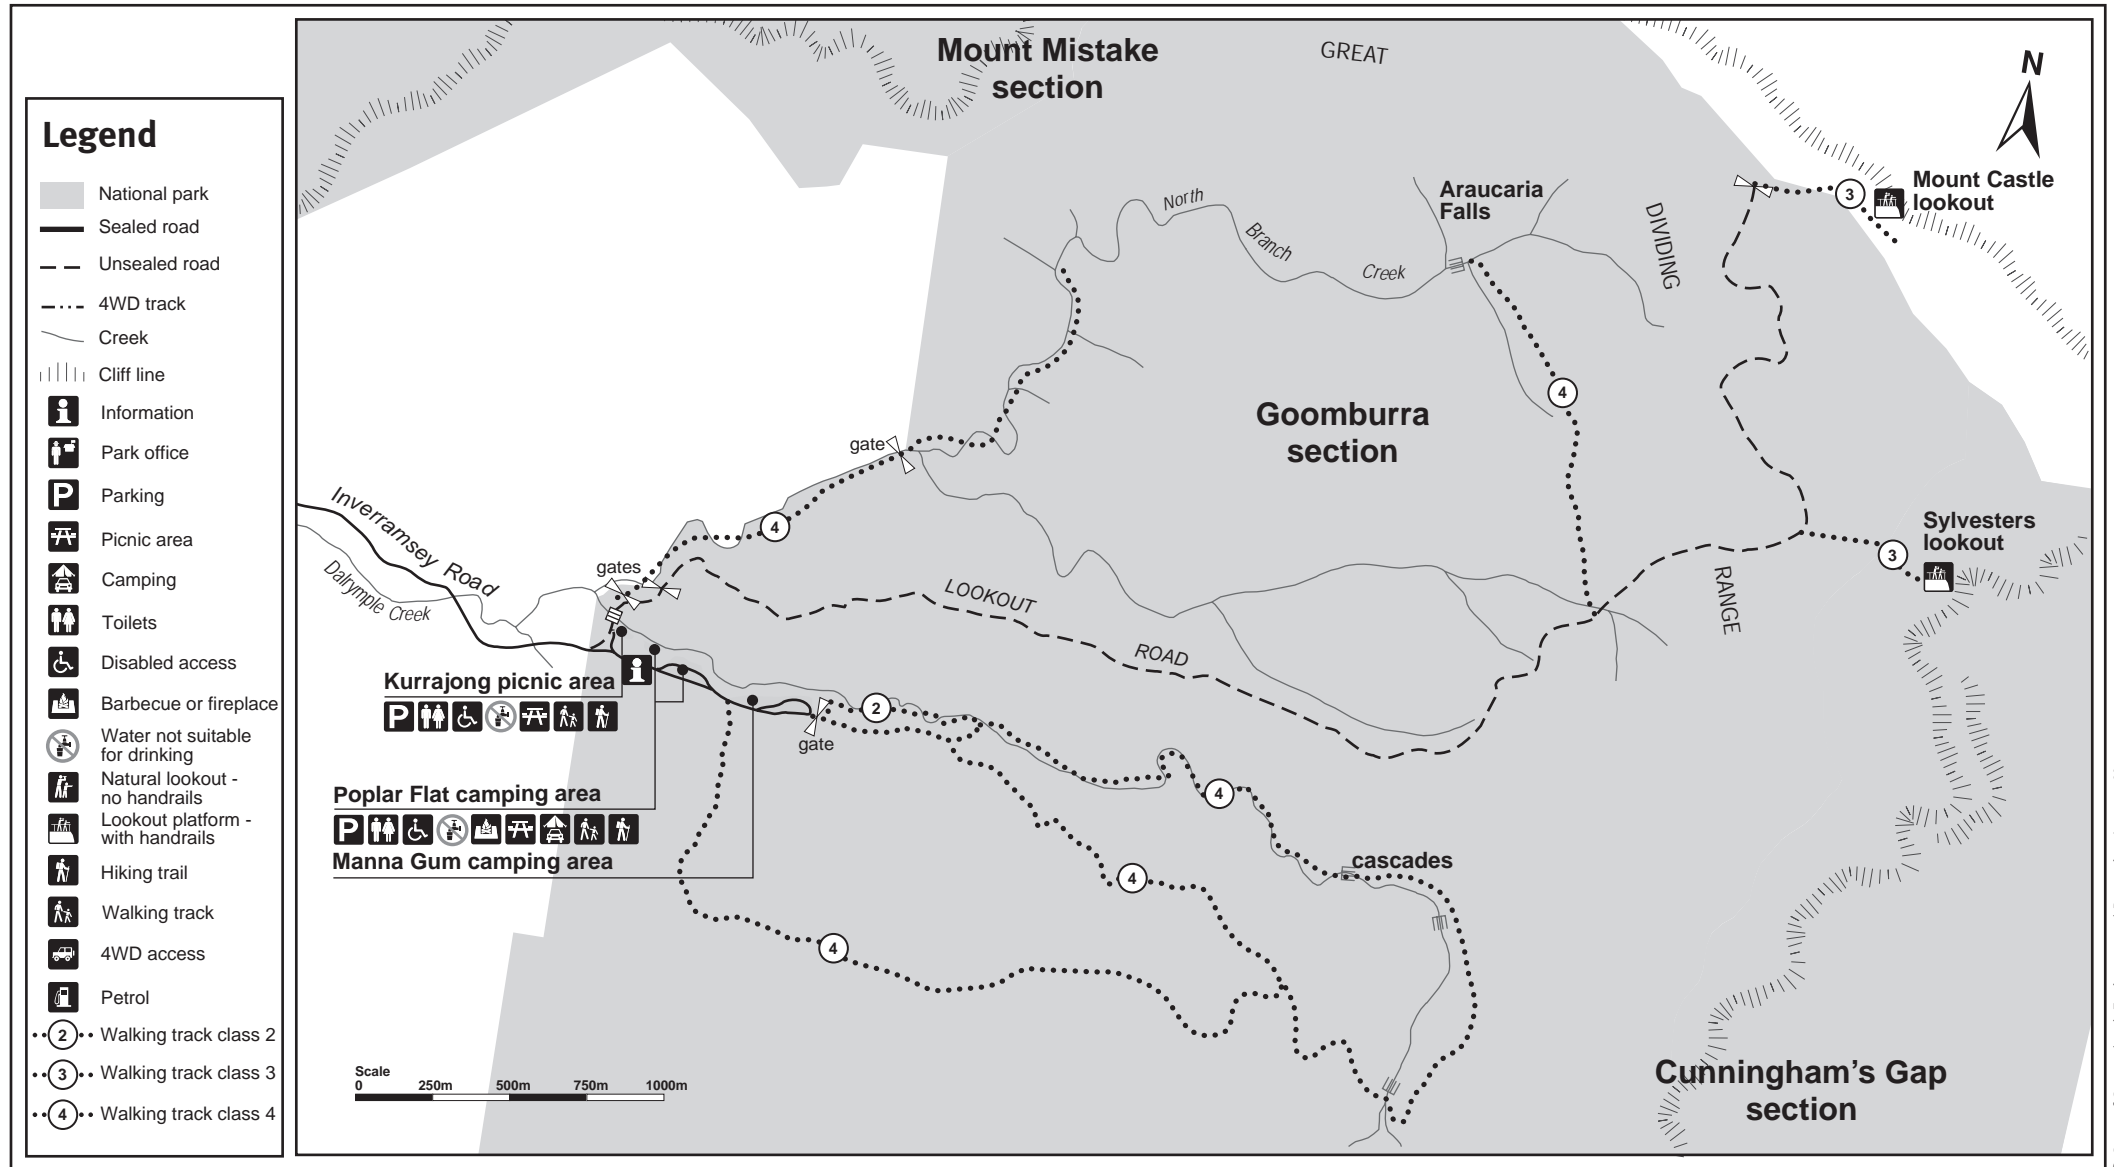 Legend
National park
Sealed road
Unsealed road
4WD track
Creek
Cliff line
Information
Park office
Parking
Picnic area
Camping
Toilets
Disabled access
Barbecue or fireplace
Water not suitable
for drinking
Natural lookout -
no handrails
Lookout platform -
with handrails
Hiking trail
Walking track
4WD access
Petrol
2 Walking track class 2
3 Walking track class 3
4 Walking track class 4
Mount Mistake
section
GREAT
N
Araucaria
Falls
DIVIDING
3
Mount Castle
lookout
North
Branch
Creek
4
Goomburra
section
gate
4
Inverramsey Road
Dalrymple Creek
gates
LOOKOUT
ROAD
RANGE
Sylvesters
lookout
3
Kurrajong picnic area
P
2
gate
4
Poplar Flat camping area
P
Manna Gum camping area
cascades
4
4
Scale
0 250m 500m 750m 1000m
Cunningham's Gap
section